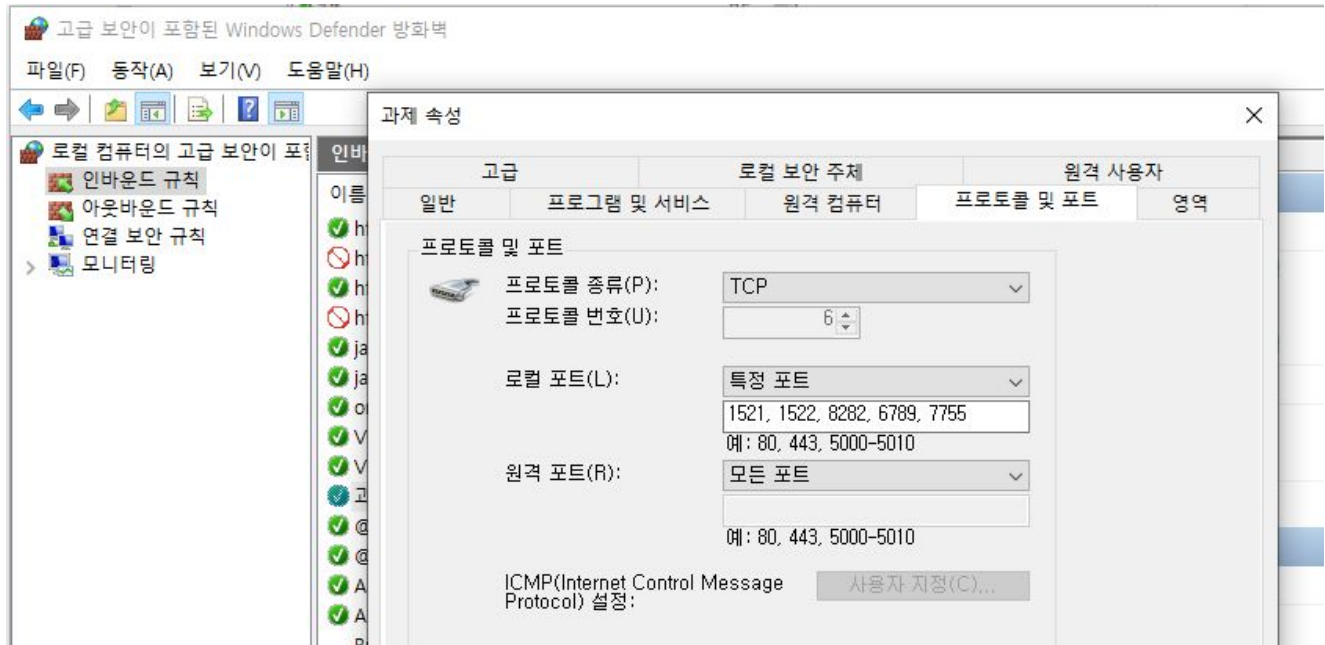 고급 보안이 포함된 Windows Defender 방화벽
파일(F) 동작(A) 보기(V) 도움말(H)
과제 속성
로컬 컴퓨터의 고급 보안이
인바운드 규칙
아웃바운드 규칙
연결 보안 규칙
모니터링
이름
ja
ja
V
V
@
@
A
A
고급 로컬 보안 주체 원격 사용자
일반 프로그램 및 서비스 원격 컴퓨터 프로토콜 및 포트 영역
프로토콜 및 포트
프로토콜 종류(P): TCP
프로토콜 번호(U): 6
로컬 포트(L): 특정 포트
1521, 1522, 8282, 6789, 7755
예: 80, 443, 5000-5010
원격 포트(R): 모든 포트
예: 80, 443, 5000-5010
ICMP(Internet Control Message
Protocol) 설정:
사용자 지정(C)...